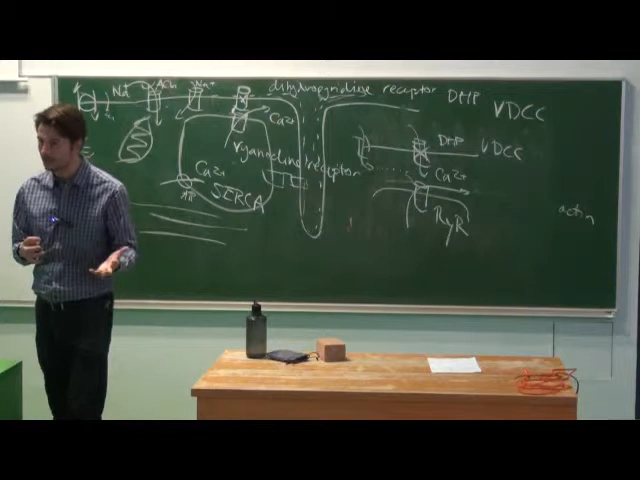 Na ACh Na+ dihydropyridine receptor DHP VDCC
Ca2+
DHP VDCC
ryanodine receptor
Ca2+ Ca2+
SERCA
RyR
actin